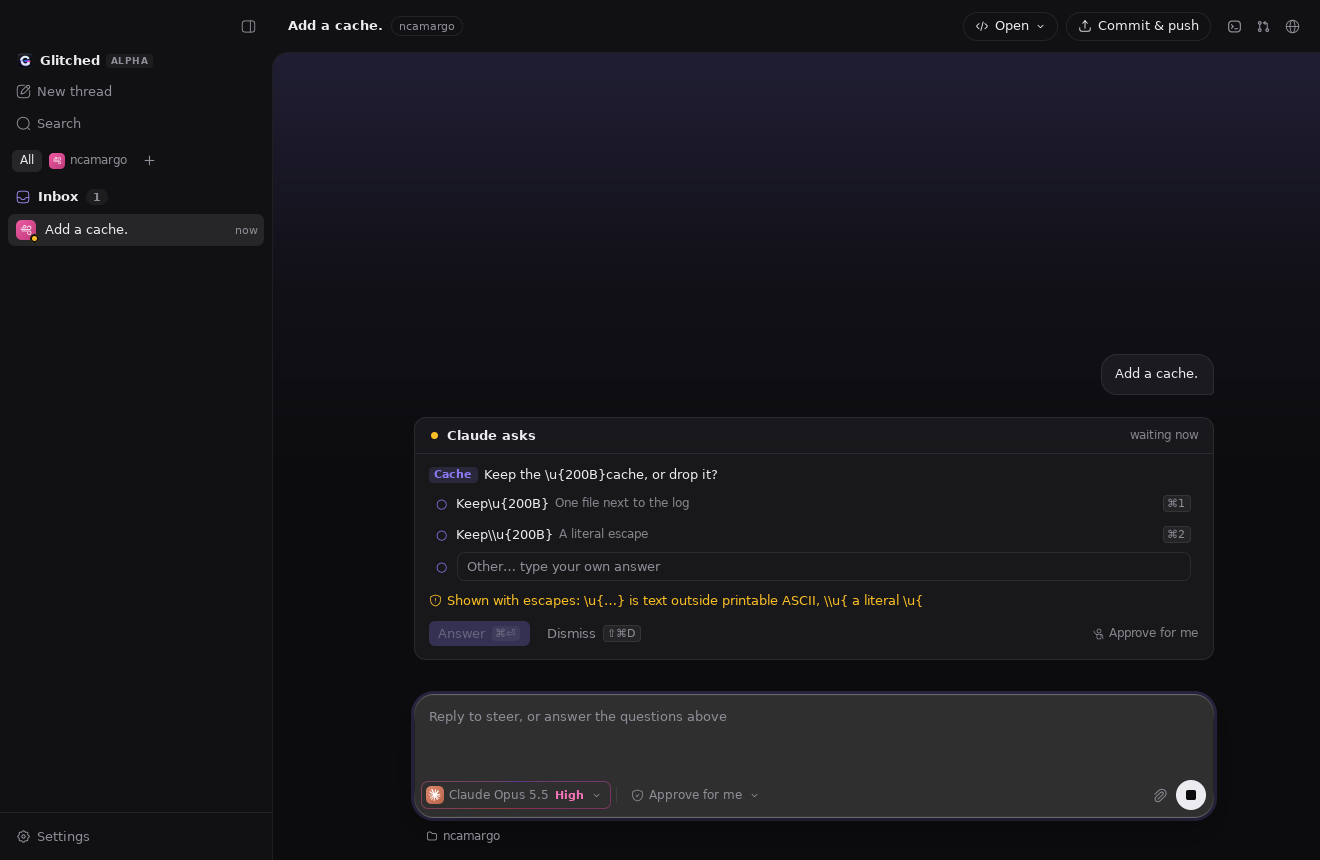 Add a cache. ncamargo Open Commit & push
Glitched ALPHA
New thread
Search
All ncamargo
Inbox 1
Add a cache. now
Add a cache.
Claude asks waiting now
Cache Keep the \u{200B}cache, or drop it?
Keep\u{200B} One file next to the log ⌘1
Keep\\u{200B} A literal escape ⌘2
Other… type your own answer
Shown with escapes: \u{…} is text outside printable ASCII, \\u{ a literal \u{
Answer ⌘⏎ Dismiss ⇧⌘D Approve for me
Reply to steer, or answer the questions above
Claude Opus 5.5 High Approve for me
Settings
ncamargo